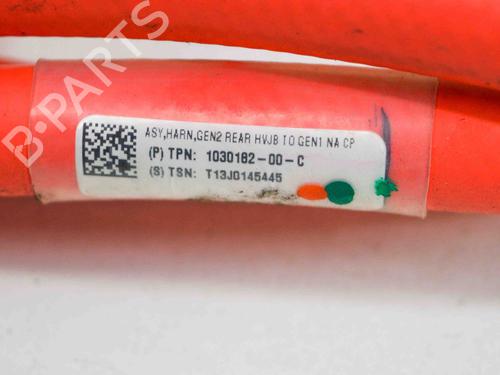 B-PARTS
ASY,HARN,GEN2 REAR HVJB TO GEN1 NA CP
(P) TPN: 1030182-00-C
(S) TSN: T13J0145445